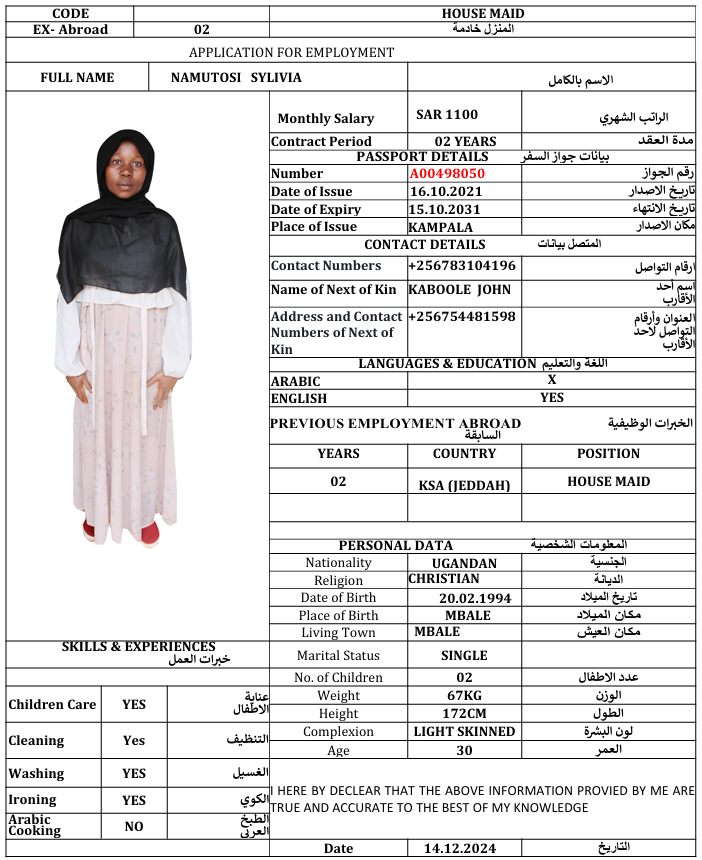 CODE HOUSE MAID
EX- Abroad 02 المنزل خادمة
APPLICATION FOR EMPLOYMENT
FULL NAME NAMUTOSI SYLIVIA الاسم بالكامل
Monthly Salary SAR 1100 الراتب الشهري
Contract Period 02 YEARS مدة العقد
PASSPORT DETAILS بيانات جواز السفر
Number A00498050 رقم الجواز
Date of Issue 16.10.2021 تاريخ الاصدار
Date of Expiry 15.10.2031 تاريخ الانتهاء
Place of Issue KAMPALA مكان الاصدار
CONTACT DETAILS المتصل بيانات
Contact Numbers +256783104196 ارقام التواصل
Name of Next of Kin KABOOLE JOHN اسم أحد
الأقارب
Address and Contact +256754481598 العنوان وأرقام
Numbers of Next of التواصل لأحد
Kin الأقارب
LANGUAGES & EDUCATION اللغة والتعليم
ARABIC X
ENGLISH YES
PREVIOUS EMPLOYMENT ABROAD الخبرات الوظيفية
السابقة
YEARS COUNTRY POSITION
02 KSA (JEDDAH) HOUSE MAID
PERSONAL DATA المعلومات الشخصية
Nationality UGANDAN الجنسية
Religion CHRISTIAN الديانة
Date of Birth 20.02.1994 تاريخ الميلاد
Place of Birth MBALE مكان الميلاد
Living Town MBALE مكان العيش
Marital Status SINGLE
No. of Children 02 عدد الاطفال
Weight 67KG الوزن
Height 172CM الطول
Complexion LIGHT SKINNED لون البشرة
Age 30 العمر
SKILLS & EXPERIENCES
خبرات العمل
Children Care YES عناية
الاطفال
Cleaning Yes التنظيف
Washing YES الغسيل
Ironing YES الكوي
Arabic الطبخ
Cooking NO العربي
I HERE BY DECLEAR THAT THE ABOVE INFORMATION PROVIED BY ME ARE
TRUE AND ACCURATE TO THE BEST OF MY KNOWLEDGE
Date 14.12.2024 التاريخ